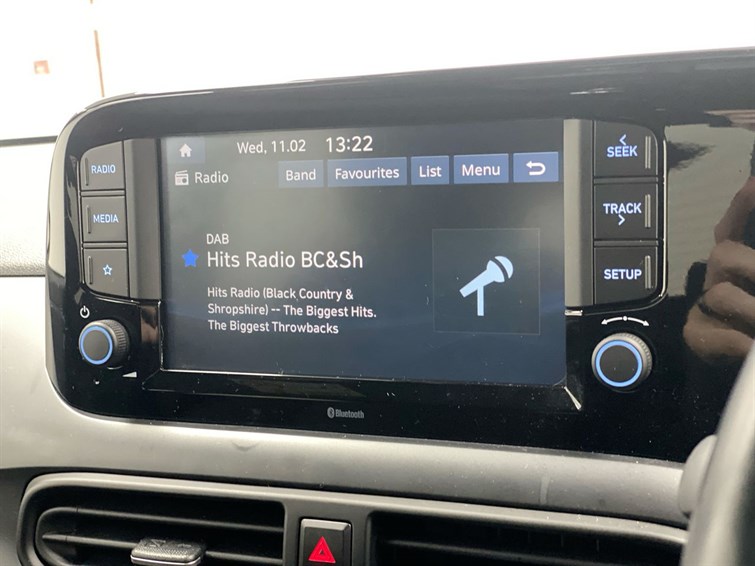 Wed, 11.02 13:22
Radio Band Favourites List Menu
RADIO
MEDIA
DAB
Hits Radio BC&Sh
Hits Radio (Black Country &
Shropshire) -- The Biggest Hits.
The Biggest Throwbacks
SEEK
TRACK
SETUP
Bluetooth